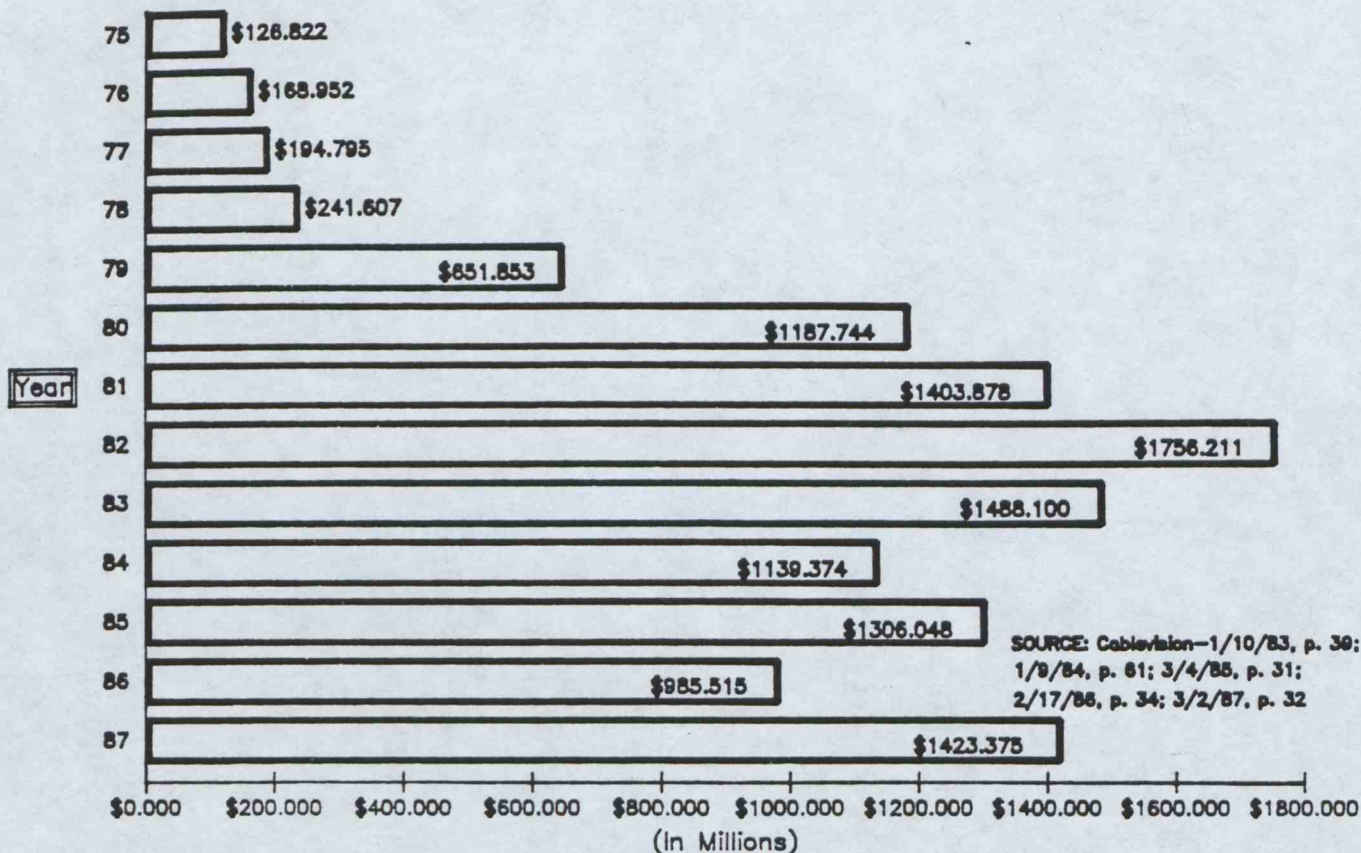 75 $126.822
76 $168.952
77 $194.795
78 $241.607
79 $651.853
80 $1187.744
Year 81 $1403.878
82 $1756.211
83 $1488.100
84 $1139.374
85 $1306.048
SOURCE: Cablevision-1/10/83, p. 39;
1/9/84, p. 61; 3/4/85, p. 31;
2/17/86, p. 34; 3/2/87, p. 32
86 $985.515
87 $1423.375
$0.000 $200.000 $400.000 $600.000 $800.000 $1000.000 $1200.000 $1400.000 $1600.000 $1800.000
(In Millions)